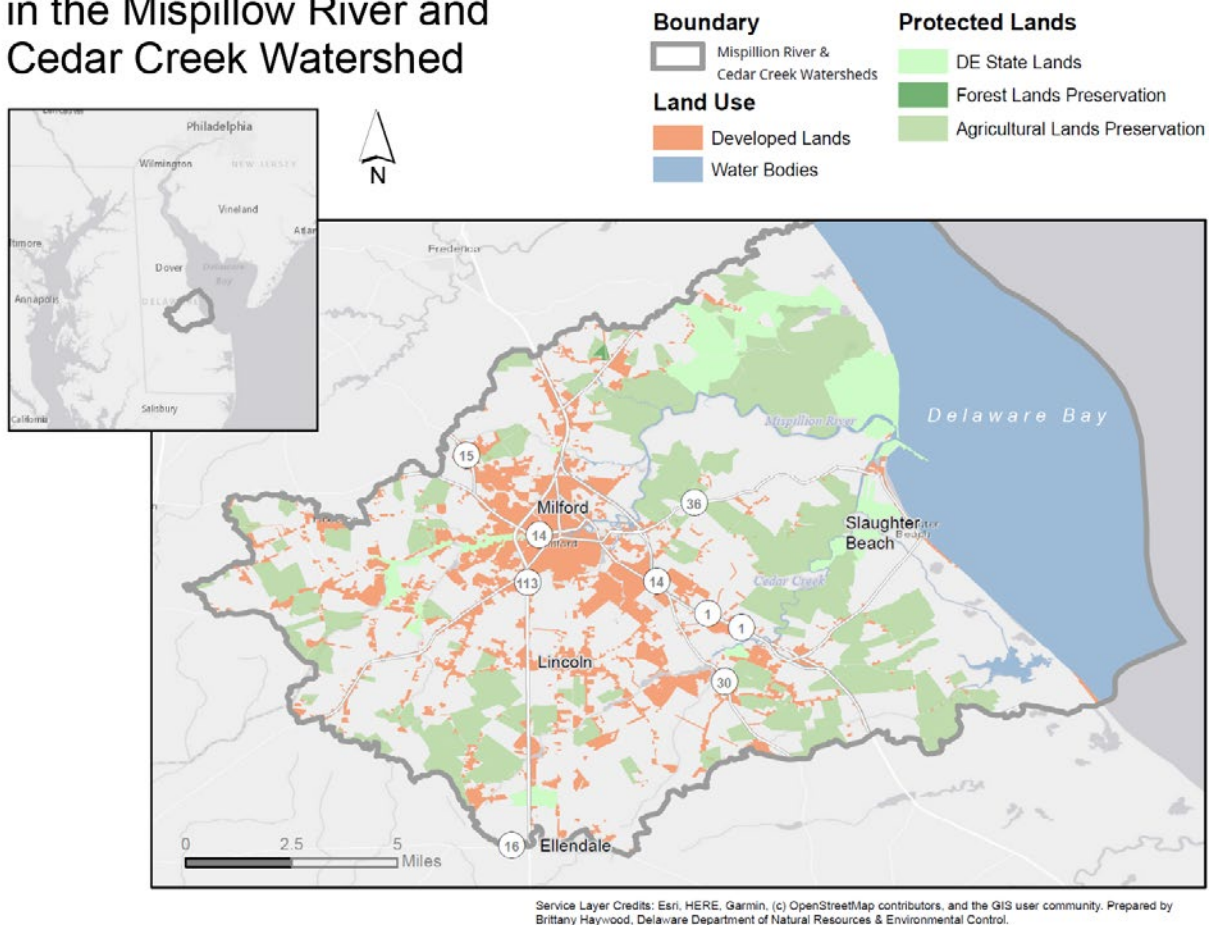 in the Mispillow River and
Cedar Creek Watershed
Boundary
Mispillion River &
Cedar Creek Watersheds
Land Use
Developed Lands
Water Bodies
Protected Lands
DE State Lands
Forest Lands Preservation
Agricultural Lands Preservation
N
Philadelphia
Wilmington
NEW JERSEY
Vineland
Dover
Delaware
Bay
Annapolis
Salisbury
California
Frederica
Delaware Bay
Mispillion River
15
36
Milford
14
Slaughter
Beach
Beach
113
14
Cedar Creek
1
1
Lincoln
30
0 2.5 5
Miles
16
Ellendale
Service Layer Credits: Esri, HERE, Garmin, (c) OpenStreetMap contributors, and the GIS user community. Prepared by
Brittany Haywood, Delaware Department of Natural Resources & Environmental Control.